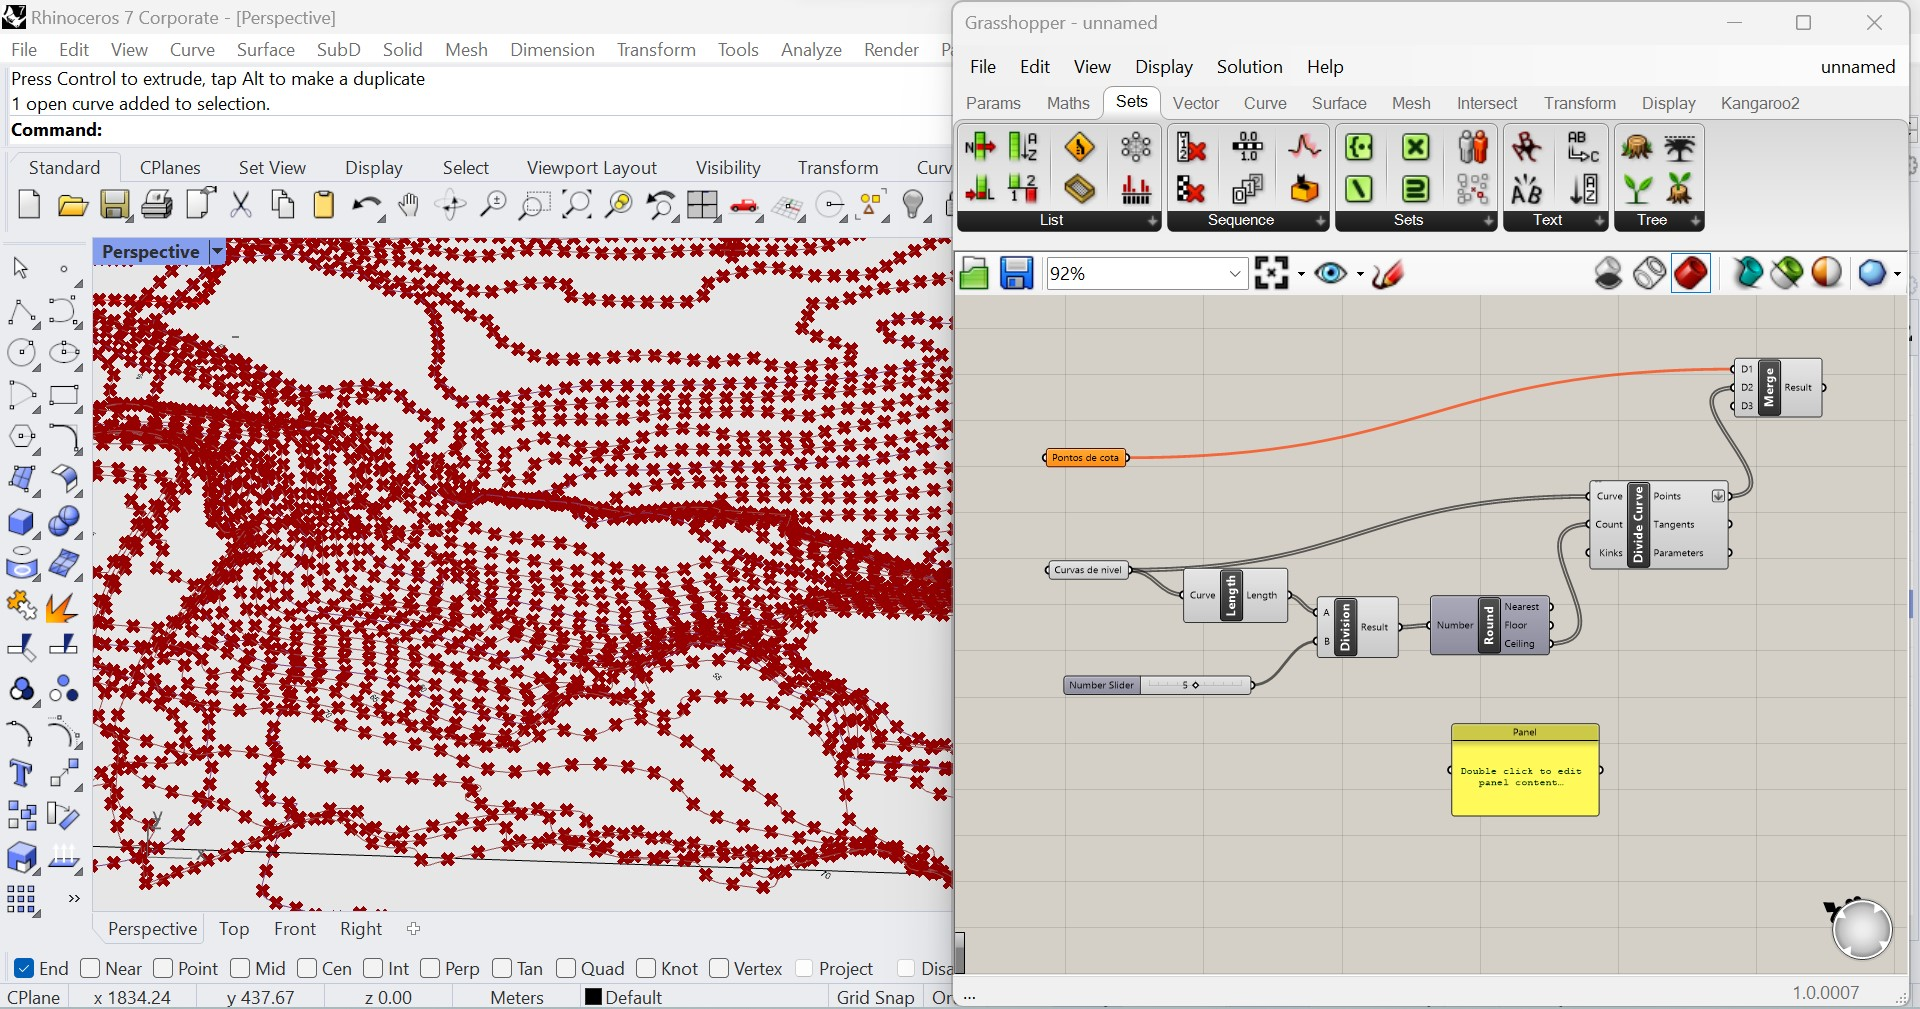 Rhinoceros 7 Corporate - [Perspective]
File Edit View Curve Surface SubD Solid Mesh Dimension Transform Tools Analyze Render
Press Control to extrude, tap Alt to make a duplicate
1 open curve added to selection.
Command:
Standard CPlanes Set View Display Select Viewport Layout Visibility Transform Curv
Perspective
y
x
70
Perspective Top Front Right
End Near Point Mid Cen Int Perp Tan Quad Knot Vertex Project Disa
CPlane x 1834.24 y 437.67 z 0.00 Meters Default Grid Snap Or
Grasshopper - unnamed
File Edit View Display Solution Help unnamed
Params Maths Sets Vector Curve Surface Mesh Intersect Transform Display Kangaroo2
List Sequence Sets Text Tree
92%
D1
D2
D3
Merge
Result
Pontos de cota
Curve
Count
Kinks
Divide Curve
Points
Tangents
Parameters
Curvas de nivel
Curve
Length
Length
A
B
Division
Result
Number
Round
Nearest
Floor
Ceiling
Number Slider 5
Panel
Double click to edit
panel content…
...
1.0.0007